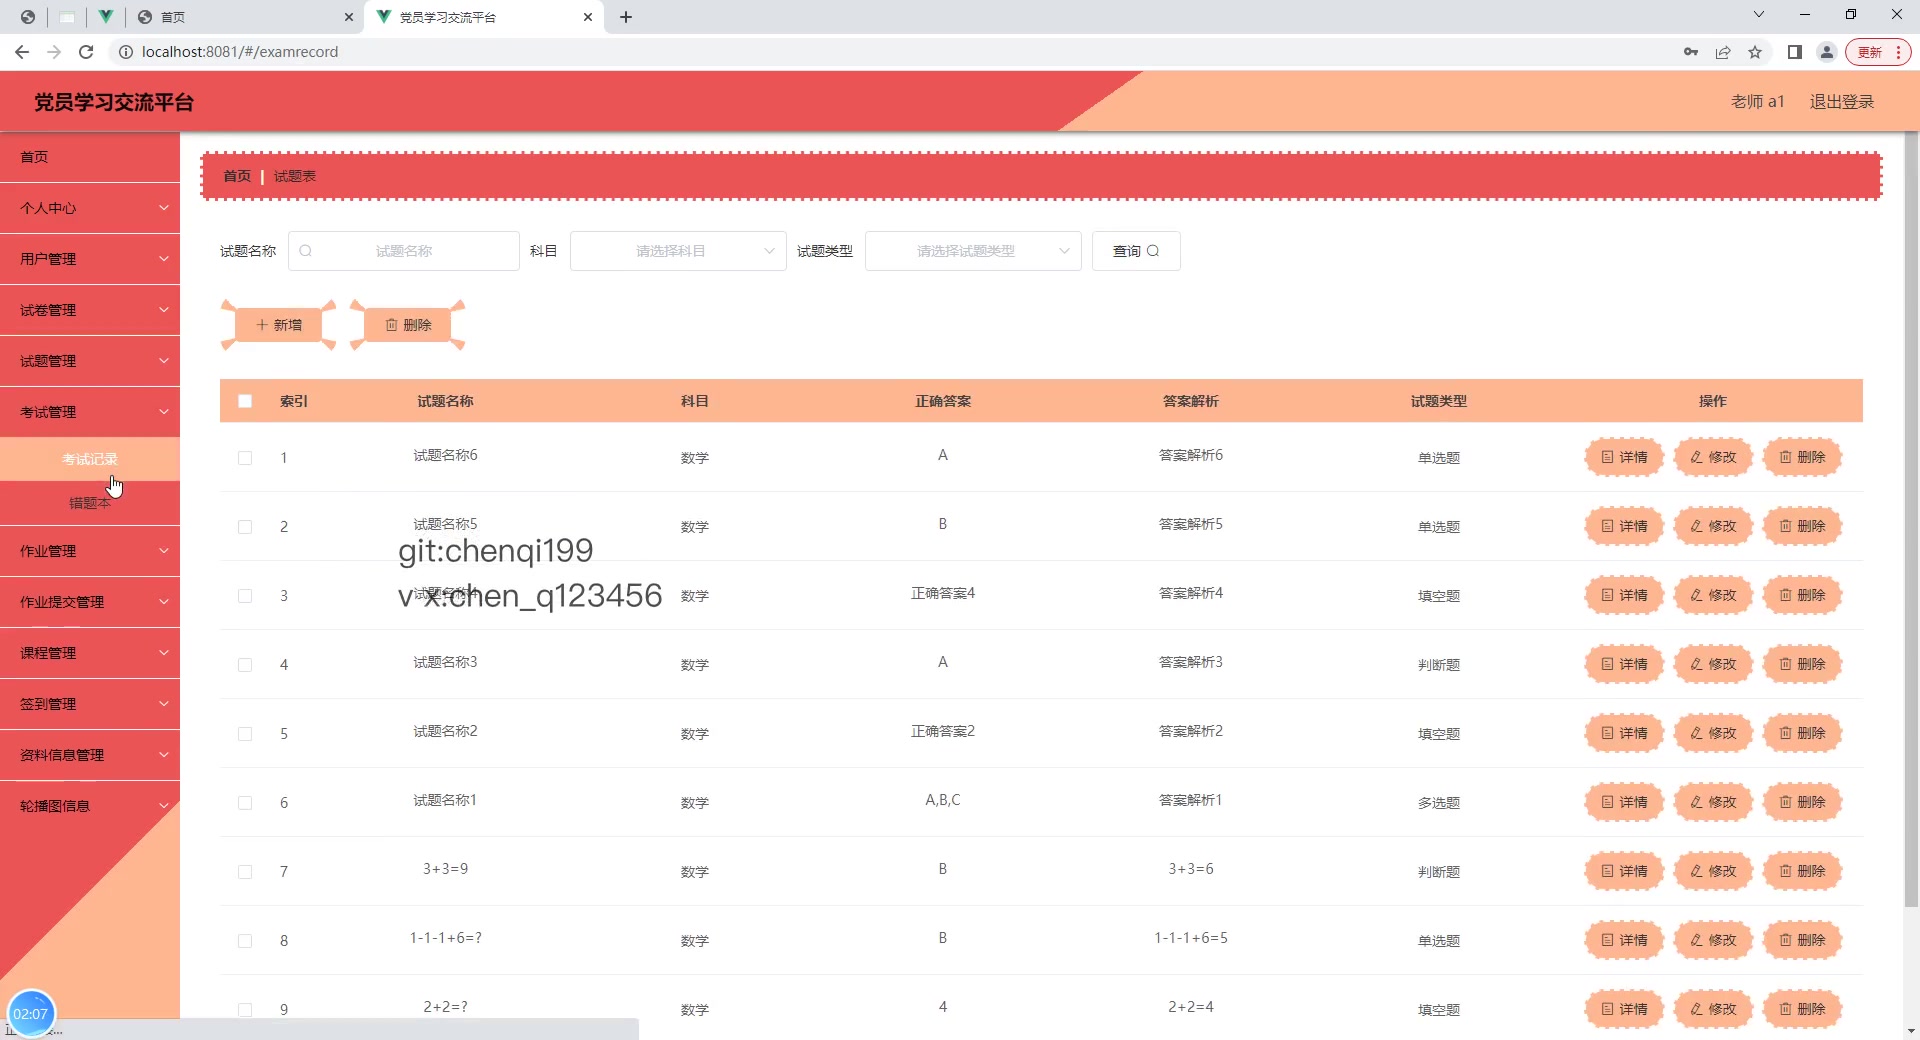 首页
党员学习交流平台
localhost:8081/#/examrecord
更新
党员学习交流平台
老师 a1 退出登录
首页
个人中心
用户管理
试卷管理
试题管理
考试管理
考试记录
错题本
作业管理
作业提交管理
课程管理
签到管理
资料信息管理
轮播图信息
02:07
首页 | 试题表
试题名称 试题名称 科目 请选择科目 试题类型 请选择试题类型 查询
新增 删除
索引 试题名称 科目 正确答案 答案解析 试题类型 操作
1 试题名称6 数学 A 答案解析6 单选题 详情 修改 删除
2 试题名称5 数学 B 答案解析5 单选题 详情 修改 删除
git:chenqi199
3 试题名称4 数学 正确答案4 答案解析4 填空题 详情 修改 删除
v x:chen_q123456
4 试题名称3 数学 A 答案解析3 判断题 详情 修改 删除
5 试题名称2 数学 正确答案2 答案解析2 填空题 详情 修改 删除
6 试题名称1 数学 A,B,C 答案解析1 多选题 详情 修改 删除
7 3+3=9 数学 B 3+3=6 判断题 详情 修改 删除
8 1-1-1+6=? 数学 B 1-1-1+6=5 单选题 详情 修改 删除
9 2+2=? 数学 4 2+2=4 填空题 详情 修改 删除